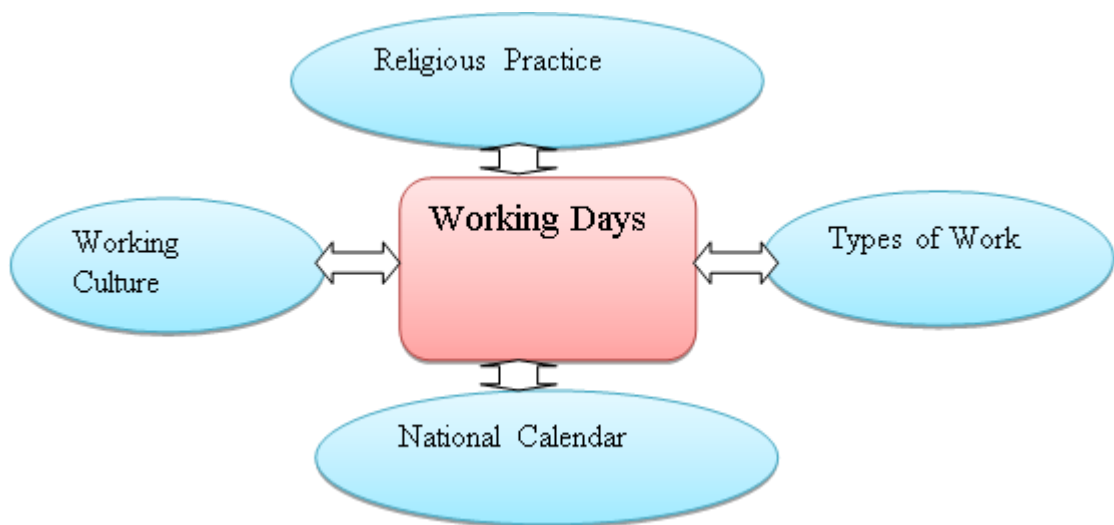 Religious Practice
Working Days
Working
Culture
Types of Work
National Calendar